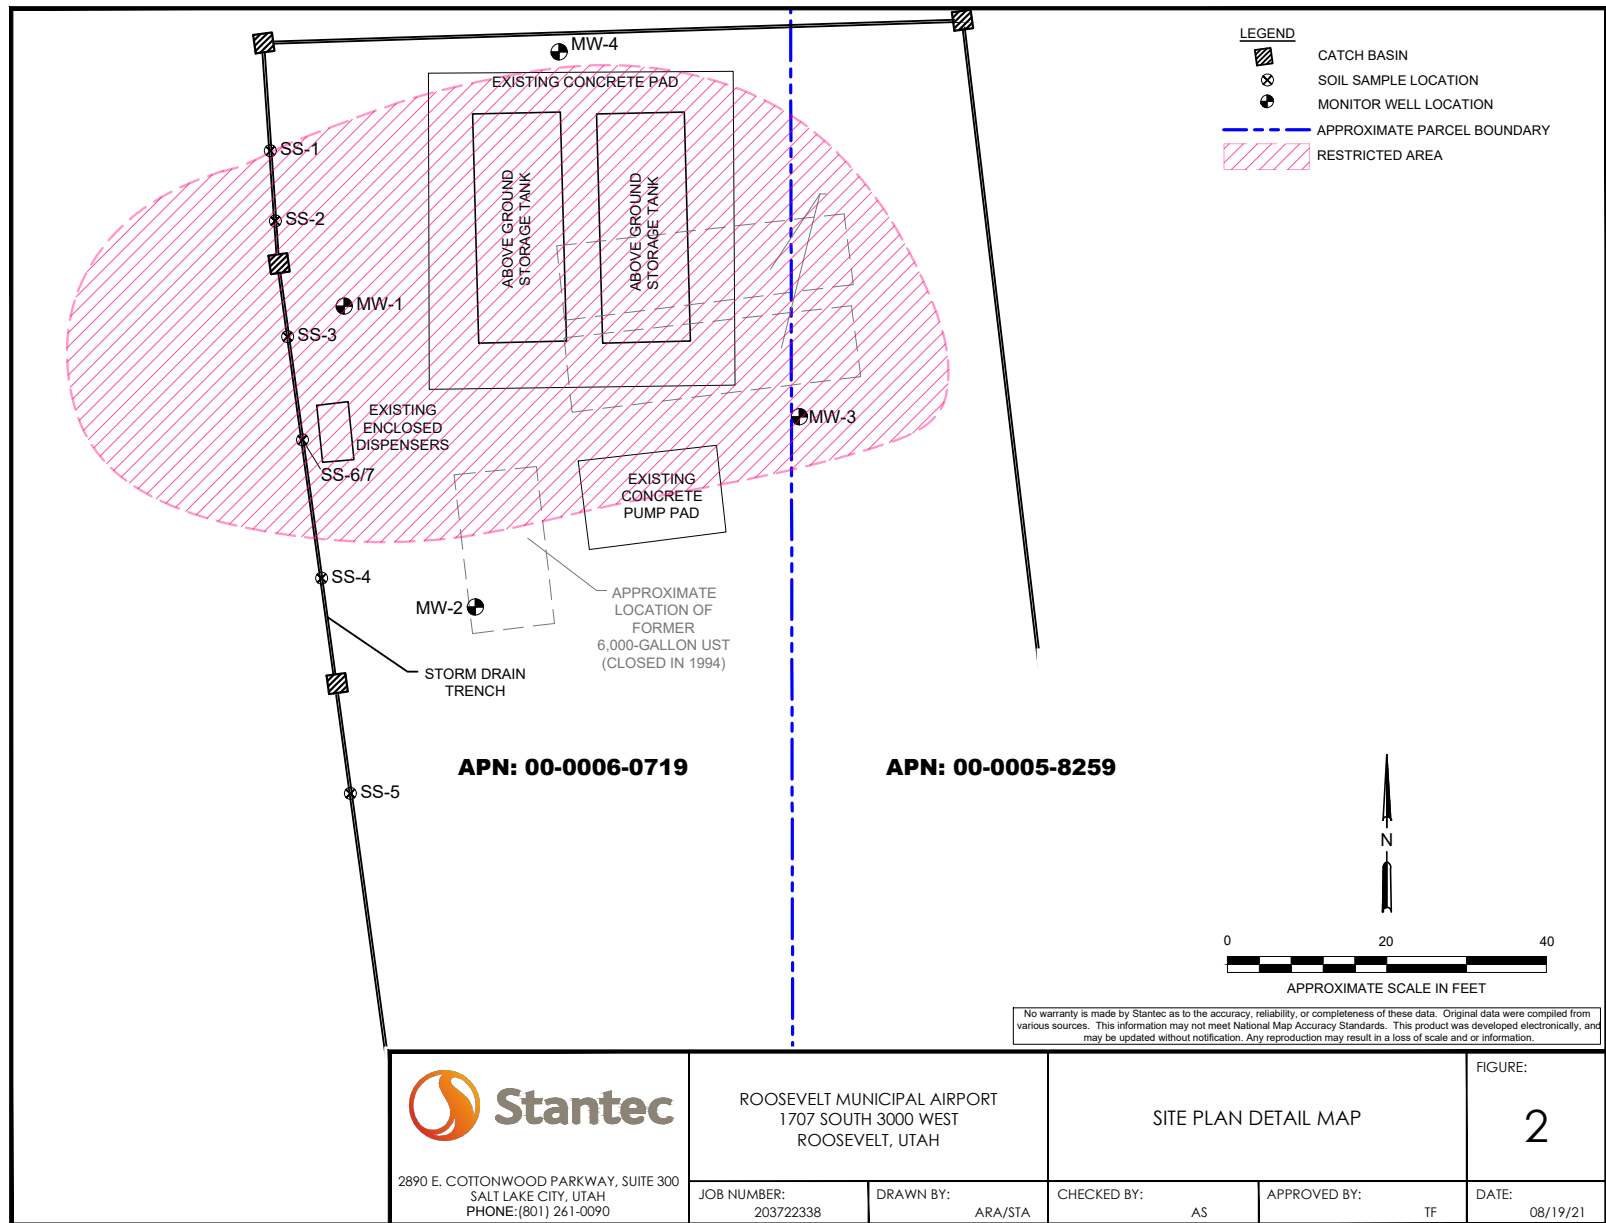 LEGEND
CATCH BASIN
SOIL SAMPLE LOCATION
MONITOR WELL LOCATION
APPROXIMATE PARCEL BOUNDARY
RESTRICTED AREA
MW-4
EXISTING CONCRETE PAD
SS-1
SS-2
ABOVE GROUND
STORAGE TANK
ABOVE GROUND
STORAGE TANK
MW-1
SS-3
EXISTING
ENCLOSED
DISPENSERS
MW-3
SS-6/7
EXISTING
CONCRETE
PUMP PAD
SS-4
MW-2
APPROXIMATE
LOCATION OF
FORMER
6,000-GALLON UST
(CLOSED IN 1994)
STORM DRAIN
TRENCH
APN: 00-0006-0719
APN: 00-0005-8259
SS-5
N
0 20 40
APPROXIMATE SCALE IN FEET
No warranty is made by Stantec as to the accuracy, reliability, or completeness of these data. Original data were compiled from
various sources. This information may not meet National Map Accuracy Standards. This product was developed electronically, and
may be updated without notification. Any reproduction may result in a loss of scale and or information.
Stantec
2890 E. COTTONWOOD PARKWAY, SUITE 300
SALT LAKE CITY, UTAH
PHONE:(801) 261-0090
ROOSEVELT MUNICIPAL AIRPORT
1707 SOUTH 3000 WEST
ROOSEVELT, UTAH
SITE PLAN DETAIL MAP
FIGURE:
2
JOB NUMBER:
203722338
DRAWN BY:
ARA/STA
CHECKED BY:
AS
APPROVED BY:
TF
DATE:
08/19/21